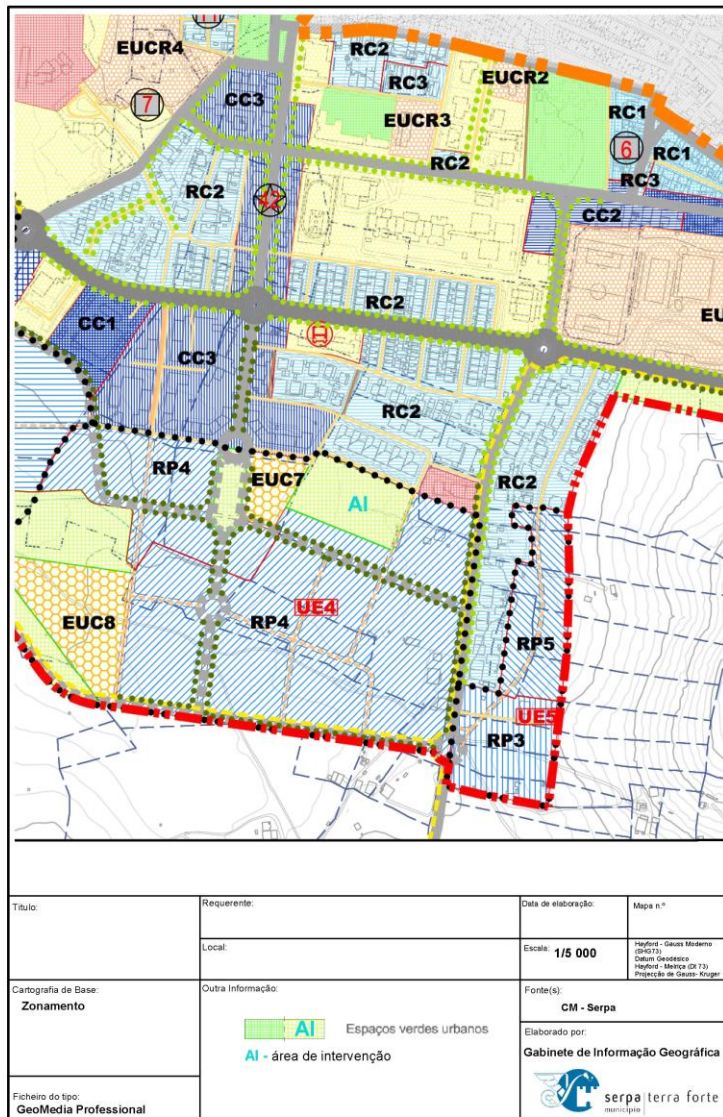 11
EUCR4
RC2
RC3
EUCR2
7
CC3
EUCR3
RC1
6
RC1
RC2
RC3
RC2
42
CC2
RC2
EU
CC1
H
CC3
RC2
RP4
EUC7
AI
RC2
EUC8
RP4
UE4
RP5
UE5
RP3
Título:
Requerente:
Data de elaboração:
Mapa n.º
Local:
Escala: 1/5 000
Hayford - Gauss Moderno
(SHG73)
Datum Geodésico
Hayford - Melriça (Dt 73)
Projecção de Gauss- Kruger
Cartografia de Base:
Zonamento
Outra Informação:
AI Espaços verdes urbanos
AI - área de intervenção
Fonte(s):
CM - Serpa
Elaborado por:
Gabinete de Informação Geográfica
Ficheiro do tipo:
GeoMedia Professional
serpa terra forte
município